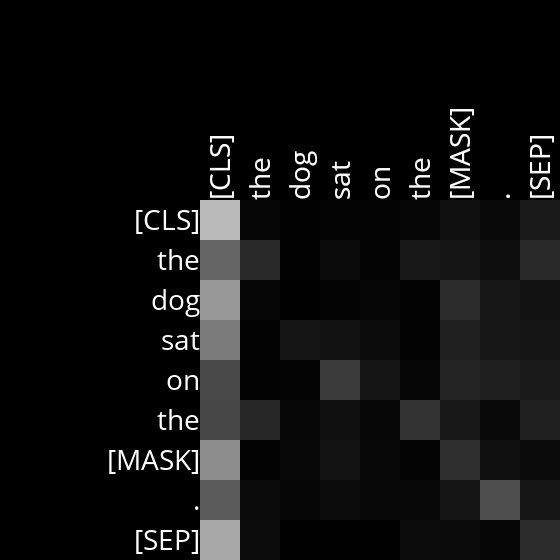 [CLS] the dog sat on the [MASK] . [SEP]
[CLS]
the
dog
sat
on
the
[MASK]
.
[SEP]